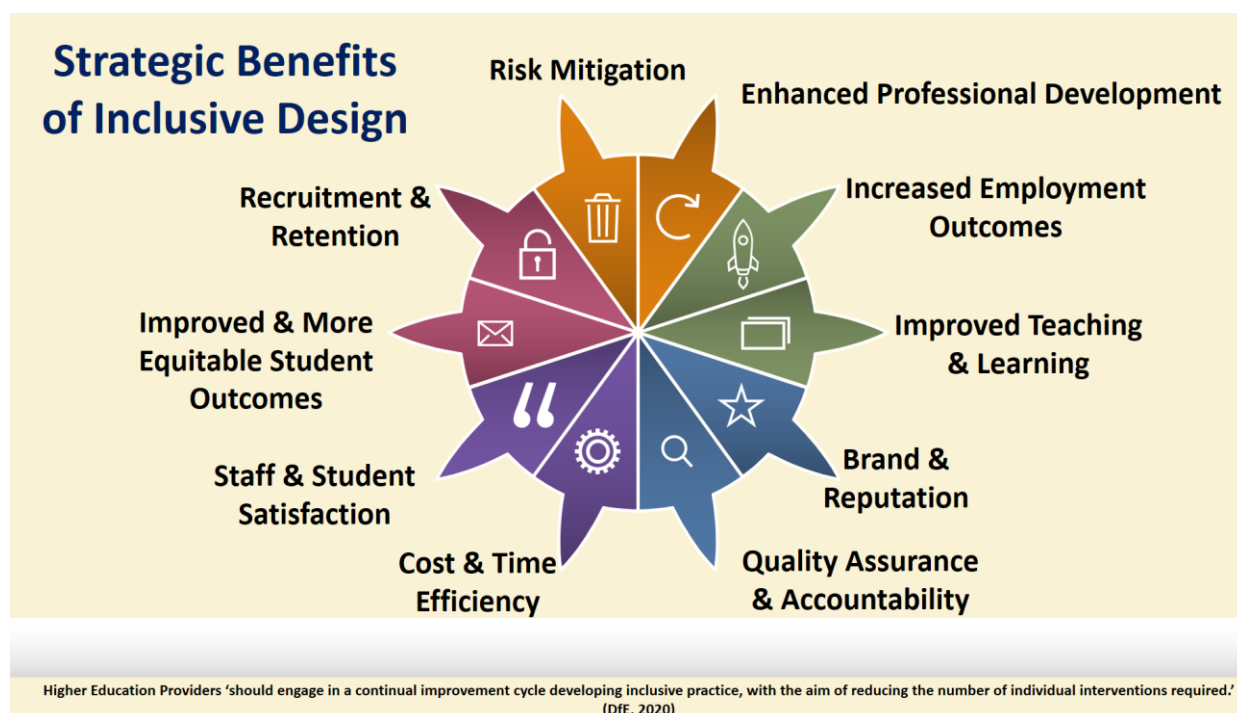 Strategic Benefits
of Inclusive Design
Risk Mitigation
Enhanced Professional Development
Increased Employment
Outcomes
Improved Teaching
& Learning
Brand &
Reputation
Quality Assurance
& Accountability
Cost & Time
Efficiency
Staff & Student
Satisfaction
Improved & More
Equitable Student
Outcomes
Recruitment &
Retention
Higher Education Providers ‘should engage in a continual improvement cycle developing inclusive practice, with the aim of reducing the number of individual interventions required.’
(DfE, 2020)